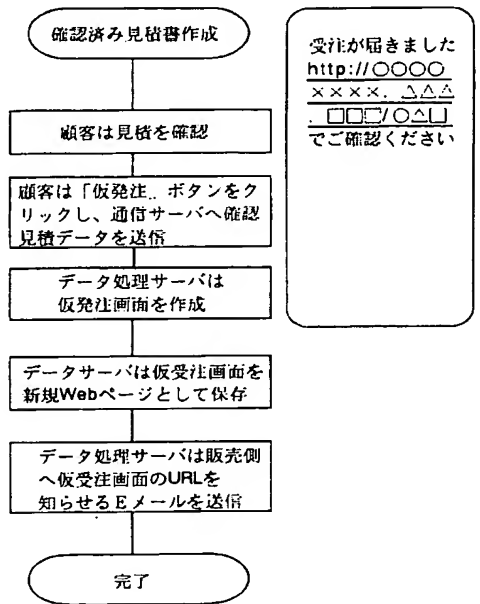 確認済み見積書作成
顧客は見積を確認
顧客は「仮発注」ボタンをク
リックし、通信サーバへ確認
見積データを送信
データ処理サーバは
仮発注画面を作成
データサーバは仮受注画面を
新規Webページとして保存
データ処理サーバは販売側
へ仮受注画面のURLを
知らせるEメールを送信
完了
受注が届きました
http://○○○○
××××. △△△
. □□□/○△□
でご確認ください